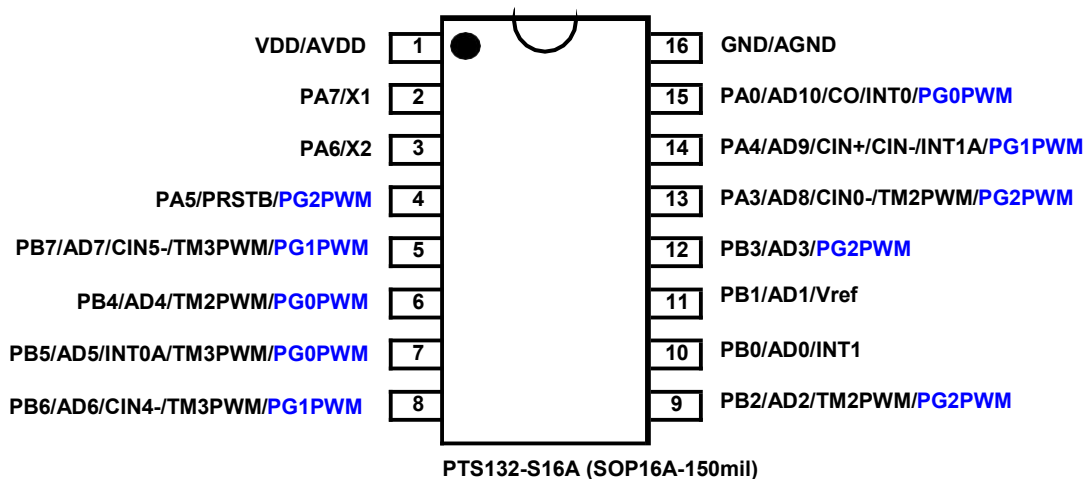 VDD/AVDD 1 16 GND/AGND
PA7/X1 2 15 PA0/AD10/CO/INT0/PG0PWM
PA6/X2 3 14 PA4/AD9/CIN+/CIN-/INT1A/PG1PWM
PA5/PRSTB/PG2PWM 4 13 PA3/AD8/CIN0-/TM2PWM/PG2PWM
PB7/AD7/CIN5-/TM3PWM/PG1PWM 5 12 PB3/AD3/PG2PWM
PB4/AD4/TM2PWM/PG0PWM 6 11 PB1/AD1/Vref
PB5/AD5/INT0A/TM3PWM/PG0PWM 7 10 PB0/AD0/INT1
PB6/AD6/CIN4-/TM3PWM/PG1PWM 8 9 PB2/AD2/TM2PWM/PG2PWM
PTS132-S16A (SOP16A-150mil)